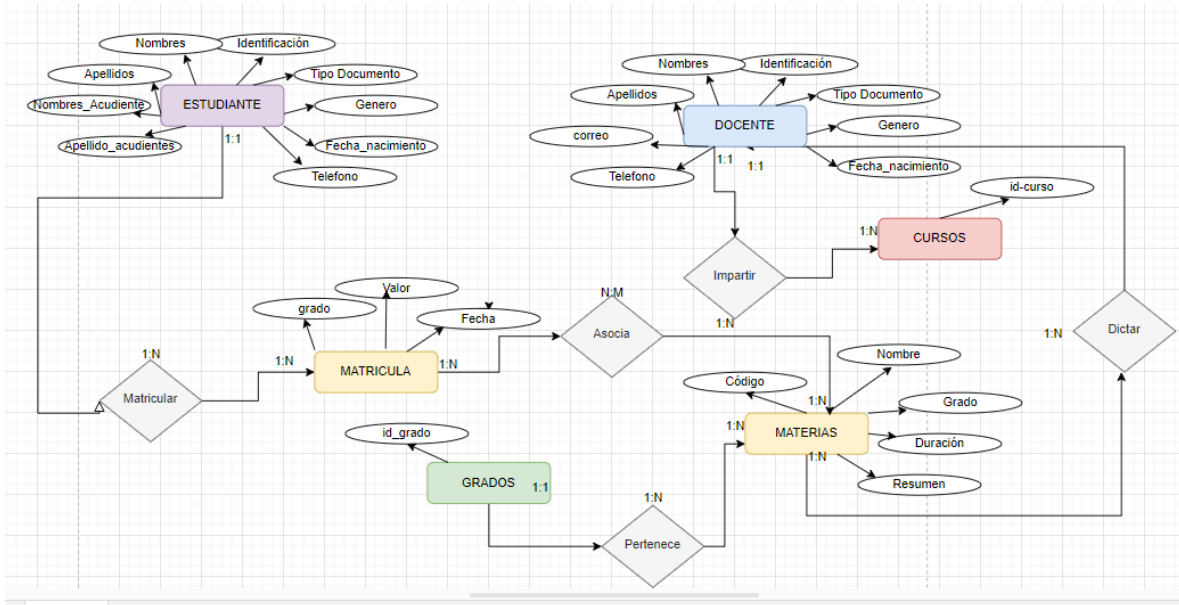 Nombres
Identificación
Apellidos
ESTUDIANTE
Tipo Documento
Nombres_Acudiente
Genero
Apellido_acudientes
1:1
Fecha_nacimiento
Telefono
Nombres
Identificación
Apellidos
DOCENTE
Tipo Documento
correo
Genero
1:1
1:1
Fecha_nacimiento
Telefono
id-curso
1:N
CURSOS
Impartir
Valor
grado
Fecha
N:M
Asocia
1:N
1:N
Dictar
1:N
Matricular
1:N
MATRICULA
1:N
Nombre
Código
Grado
1:N
MATERIAS
Duración
1:N
Resumen
id_grado
GRADOS
1:1
1:N
Pertenece